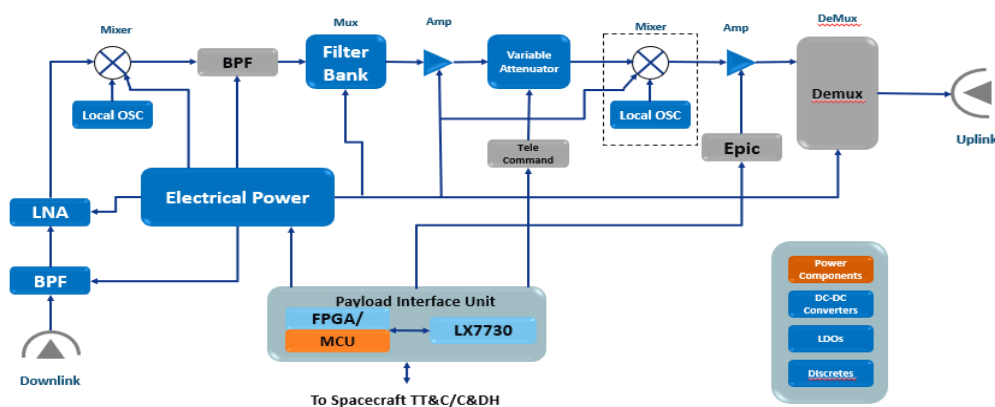 DeMux
Mixer
Mux
Amp
Mixer
Amp
BPF
Filter
Bank
Variable
Attenuator
Demux
Local OSC
Local OSC
Uplink
Tele
Command
Epic
Electrical Power
LNA
BPF
Downlink
Payload Interface Unit
FPGA/
MCU
LX7730
To Spacecraft TT&C/C&DH
Power
Components
DC-DC
Converters
LDOs
Discretes